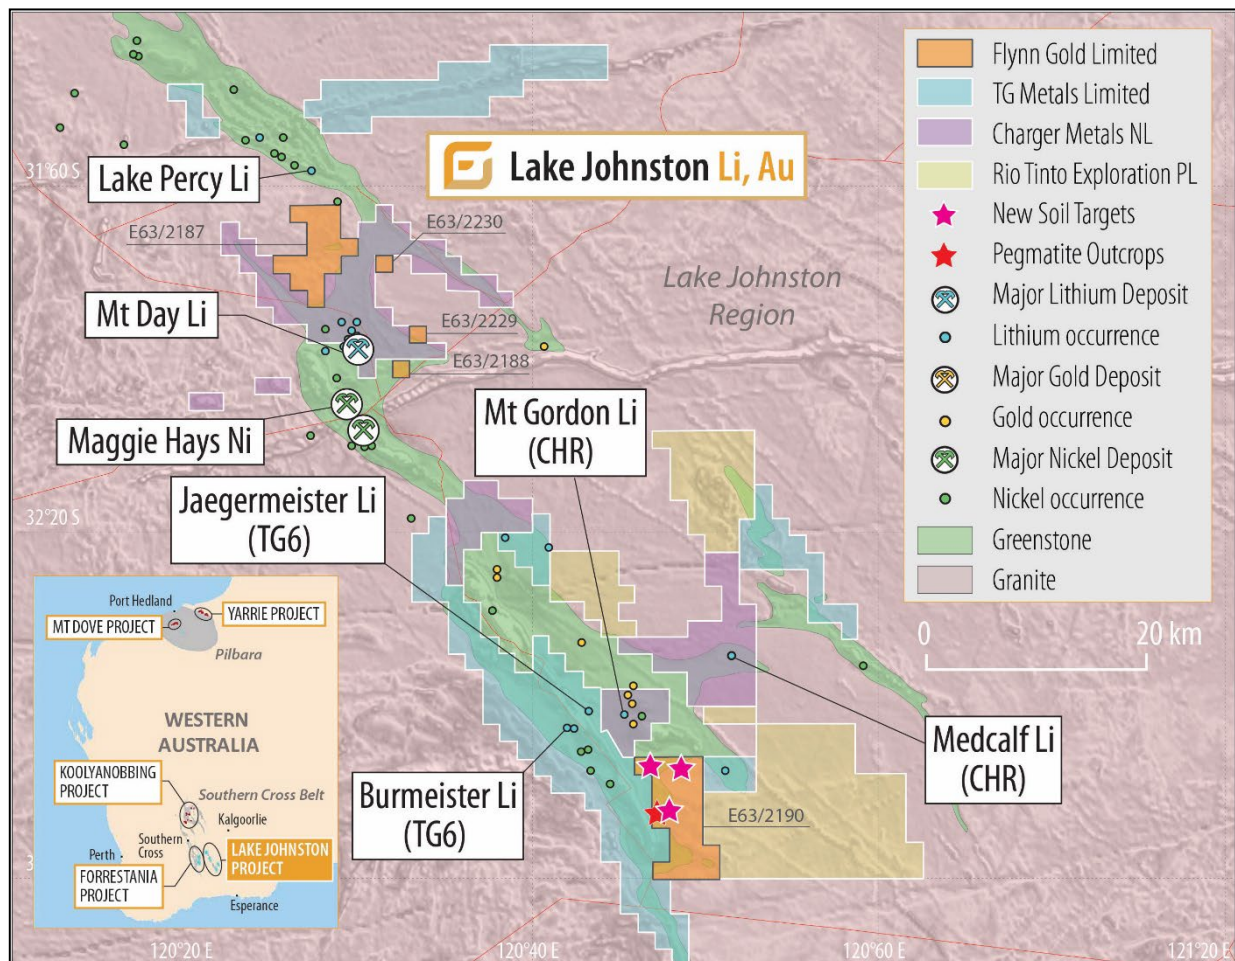 Lake Johnston Li, Au
Flynn Gold Limited
TG Metals Limited
Charger Metals NL
Rio Tinto Exploration PL
New Soil Targets
Pegmatite Outcrops
Major Lithium Deposit
Lithium occurrence
Major Gold Deposit
Gold occurrence
Major Nickel Deposit
Nickel occurrence
Greenstone
Granite
0 20 km
31°60 S
Lake Percy Li
E63/2187
E63/2230
Lake Johnston
Region
Mt Day Li
E63/2229
E63/2188
Maggie Hays Ni
Mt Gordon Li
(CHR)
Jaegermeister Li
(TG6)
32°20 S
Medcalf Li
(CHR)
Burmeister Li
(TG6)
E63/2190
Port Hedland
MT DOVE PROJECT
YARRIE PROJECT
Pilbara
WESTERN
AUSTRALIA
KOOLYANOBBING
PROJECT
Southern Cross Belt
Kalgoorlie
Southern
Cross
Perth
LAKE JOHNSTON
PROJECT
FORRESTANIA
PROJECT
Esperance
120°20 E
120°40 E
120°60 E
121°20 E